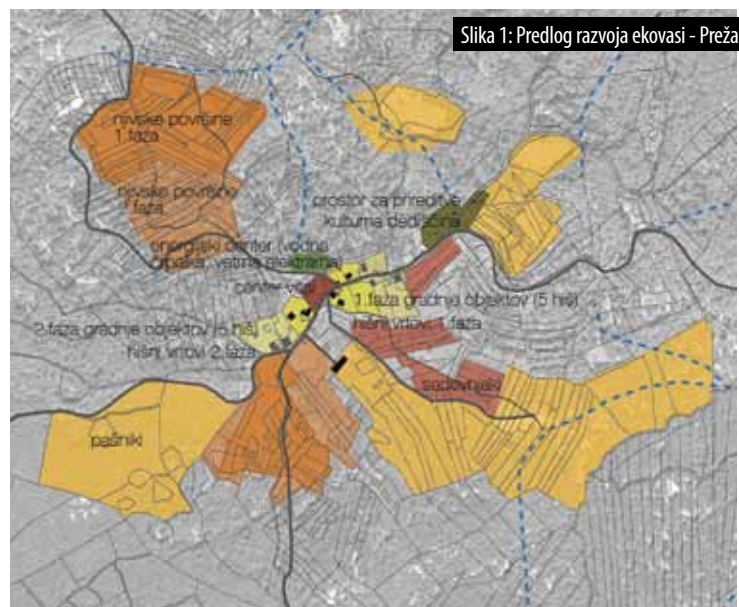 Slika 1: Predlog razvoja ekovasi - Preža
njivske površine
1.faza
njivske površine
faza
prostor za prireditve
kulturna dediščina
energijski center (vodna
črpalka, vetrna elektrarna)
center vasi
1.faza gradnje objektov (5 hiš)
hišni vrtovi 1.faza
2.faza gradnje objektov (5 hiš)
hišni vrtovi 2.faza
sadovnjaki
pašniki